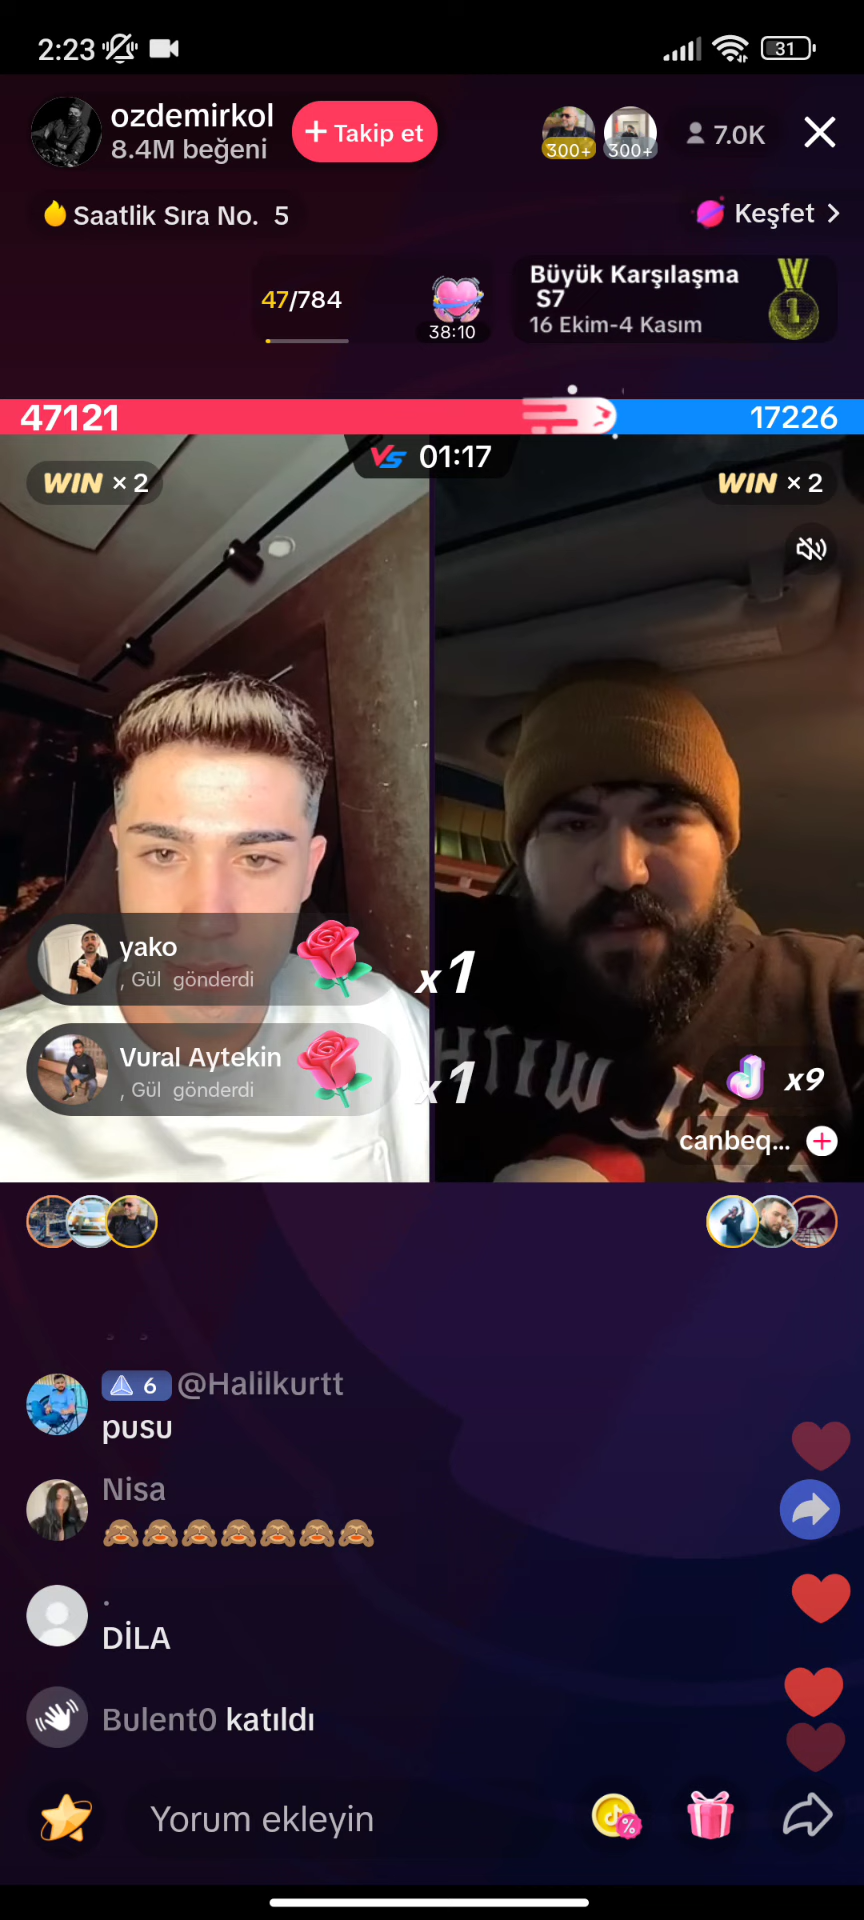 2:23
31
ozdemirkol
8.4M beğeni
+ Takip et
300+
300+
7.0K
Saatlik Sıra No. 5
Keşfet
47/784
38:10
Büyük Karşılaşma
S7
16 Ekim-4 Kasım
1
47121
17226
VS 01:17
WIN × 2
WIN × 2
yako
, Gül gönderdi
x1
Vural Aytekin
, Gül gönderdi
x1
x9
canbeq...
6 @Halilkurtt
pusu
Nisa
🙈🙈🙈🙈🙈🙈🙈
.
DİLA
Bulent0 katıldı
Yorum ekleyin